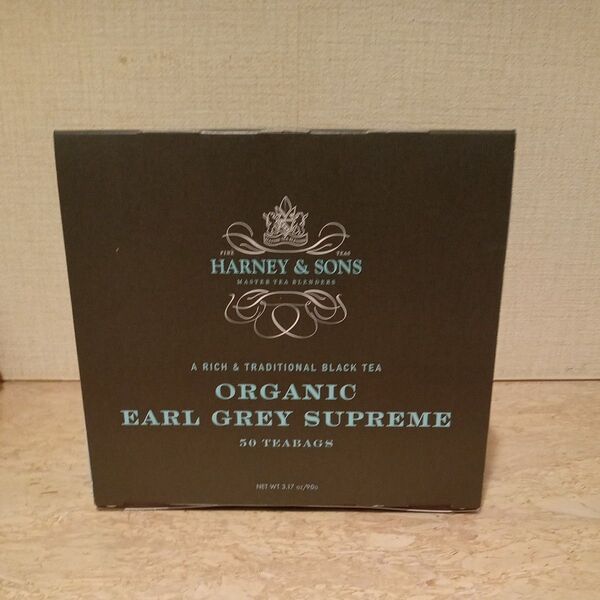 FINE TEAS
HARNEY & SONS
MASTER TEA BLENDERS
A RICH & TRADITIONAL BLACK TEA
ORGANIC
EARL GREY SUPREME
50 TEABAGS
NET WT 3.17 oz/90g